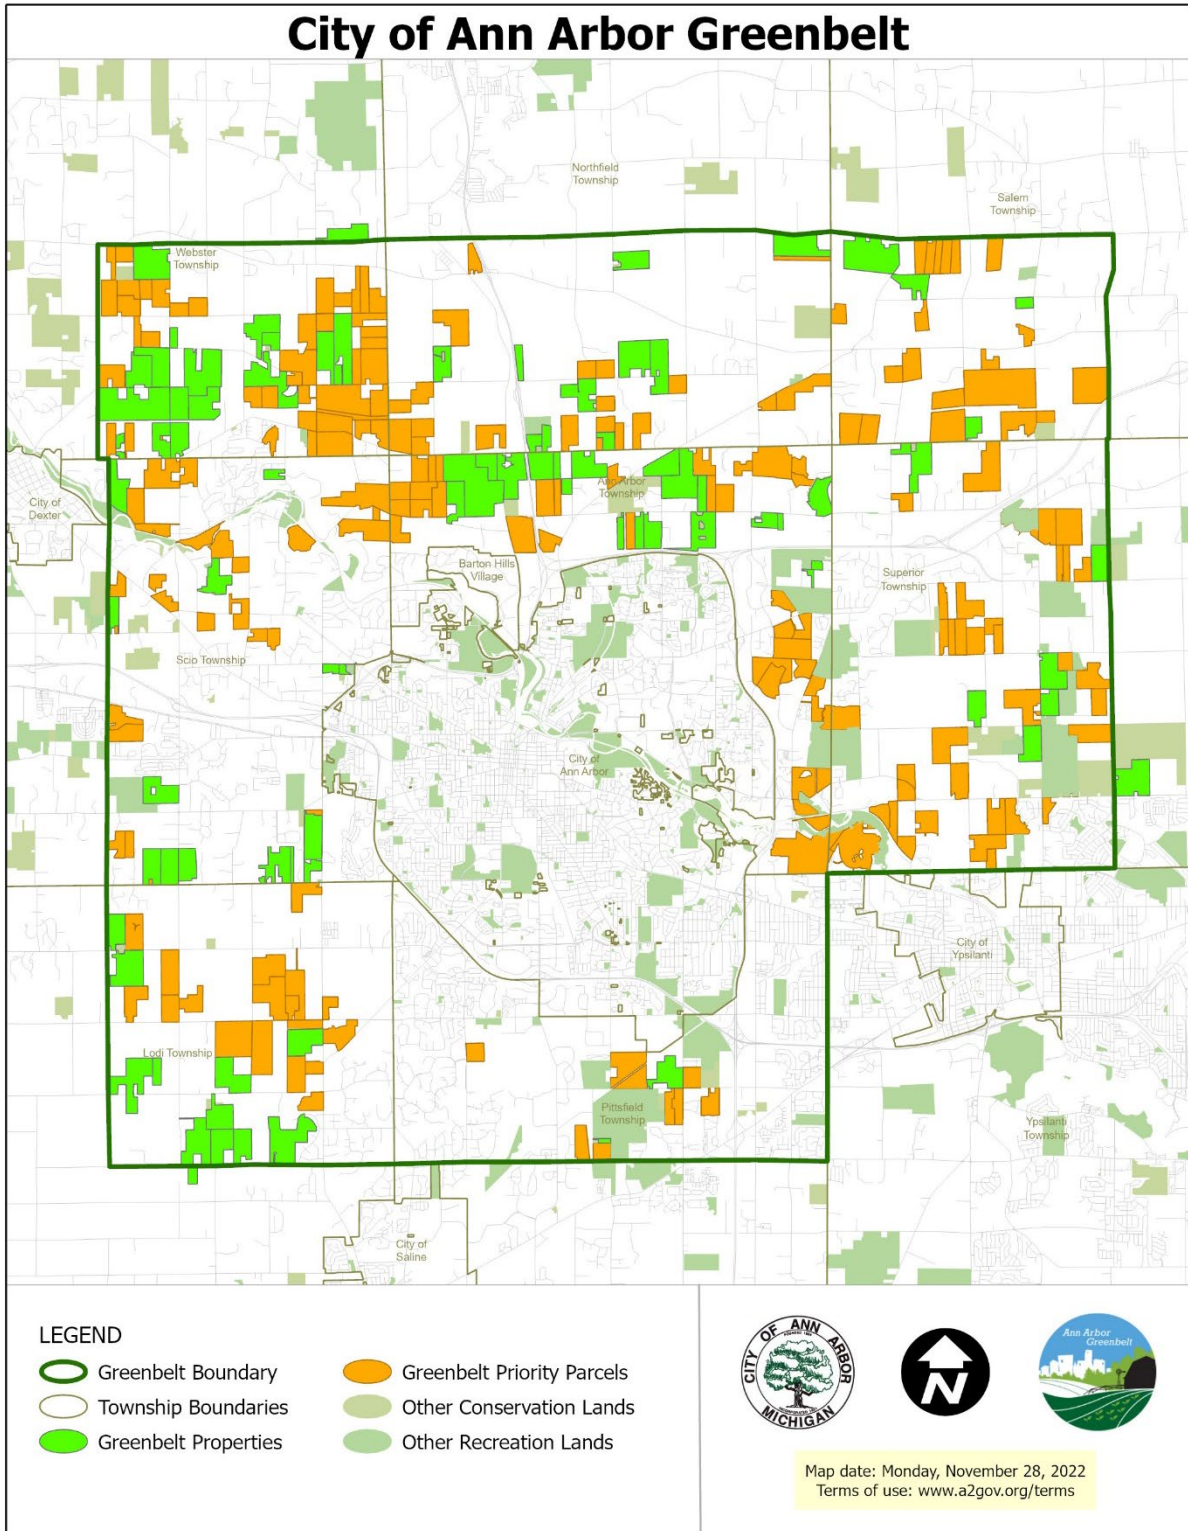 City of Ann Arbor Greenbelt
Northfield
Township
Salem
Township
Webster
Township
City of
Dexter
Ann Arbor
Township
Barton Hills
Village
Superior
Township
Scio Township
City of
Ann Arbor
City of
Ypsilanti
Lodi Township
Pittsfield
Township
Ypsilanti
Township
City of
Saline
LEGEND
Greenbelt Boundary
Township Boundaries
Greenbelt Properties
Greenbelt Priority Parcels
Other Conservation Lands
Other Recreation Lands
CITY OF ANN ARBOR
MICHIGAN
N
Ann Arbor
Greenbelt
Map date: Monday, November 28, 2022
Terms of use: www.a2gov.org/terms